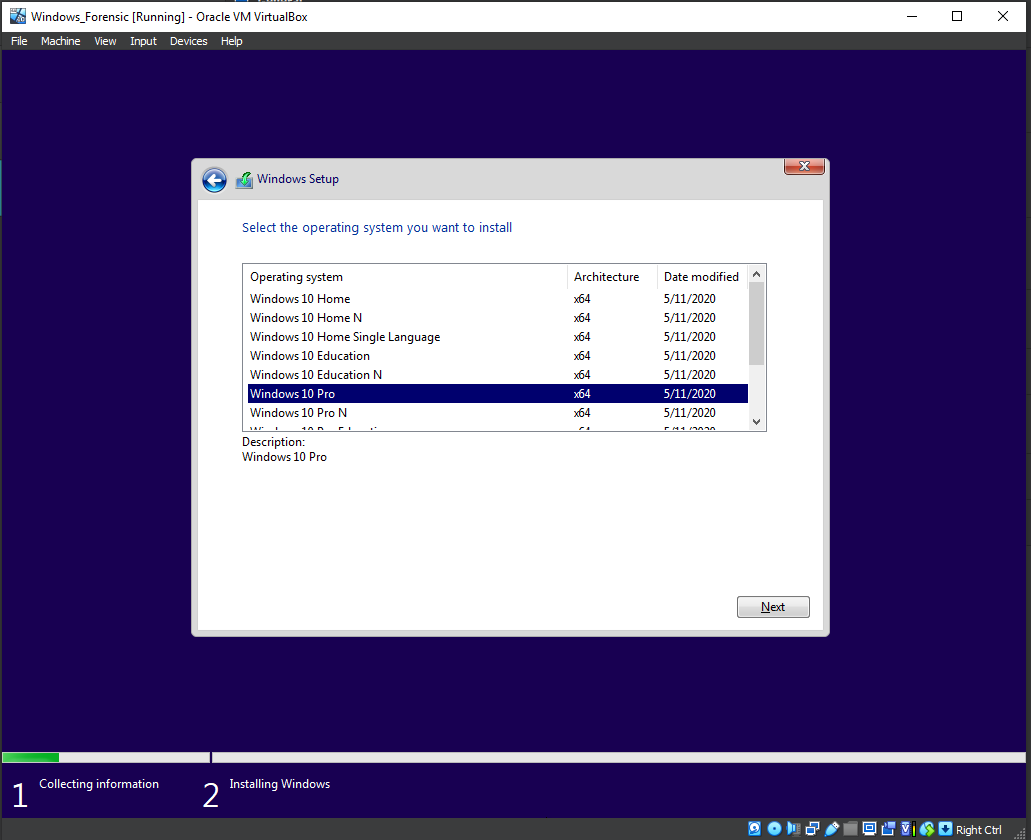 Windows_Forensic [Running] - Oracle VM VirtualBox
File Machine View Input Devices Help
Windows Setup
Select the operating system you want to install
Operating system Architecture Date modified
Windows 10 Home x64 5/11/2020
Windows 10 Home N x64 5/11/2020
Windows 10 Home Single Language x64 5/11/2020
Windows 10 Education x64 5/11/2020
Windows 10 Education N x64 5/11/2020
Windows 10 Pro x64 5/11/2020
Windows 10 Pro N x64 5/11/2020
Description:
Windows 10 Pro
Next
1 Collecting information 2 Installing Windows
Right Ctrl